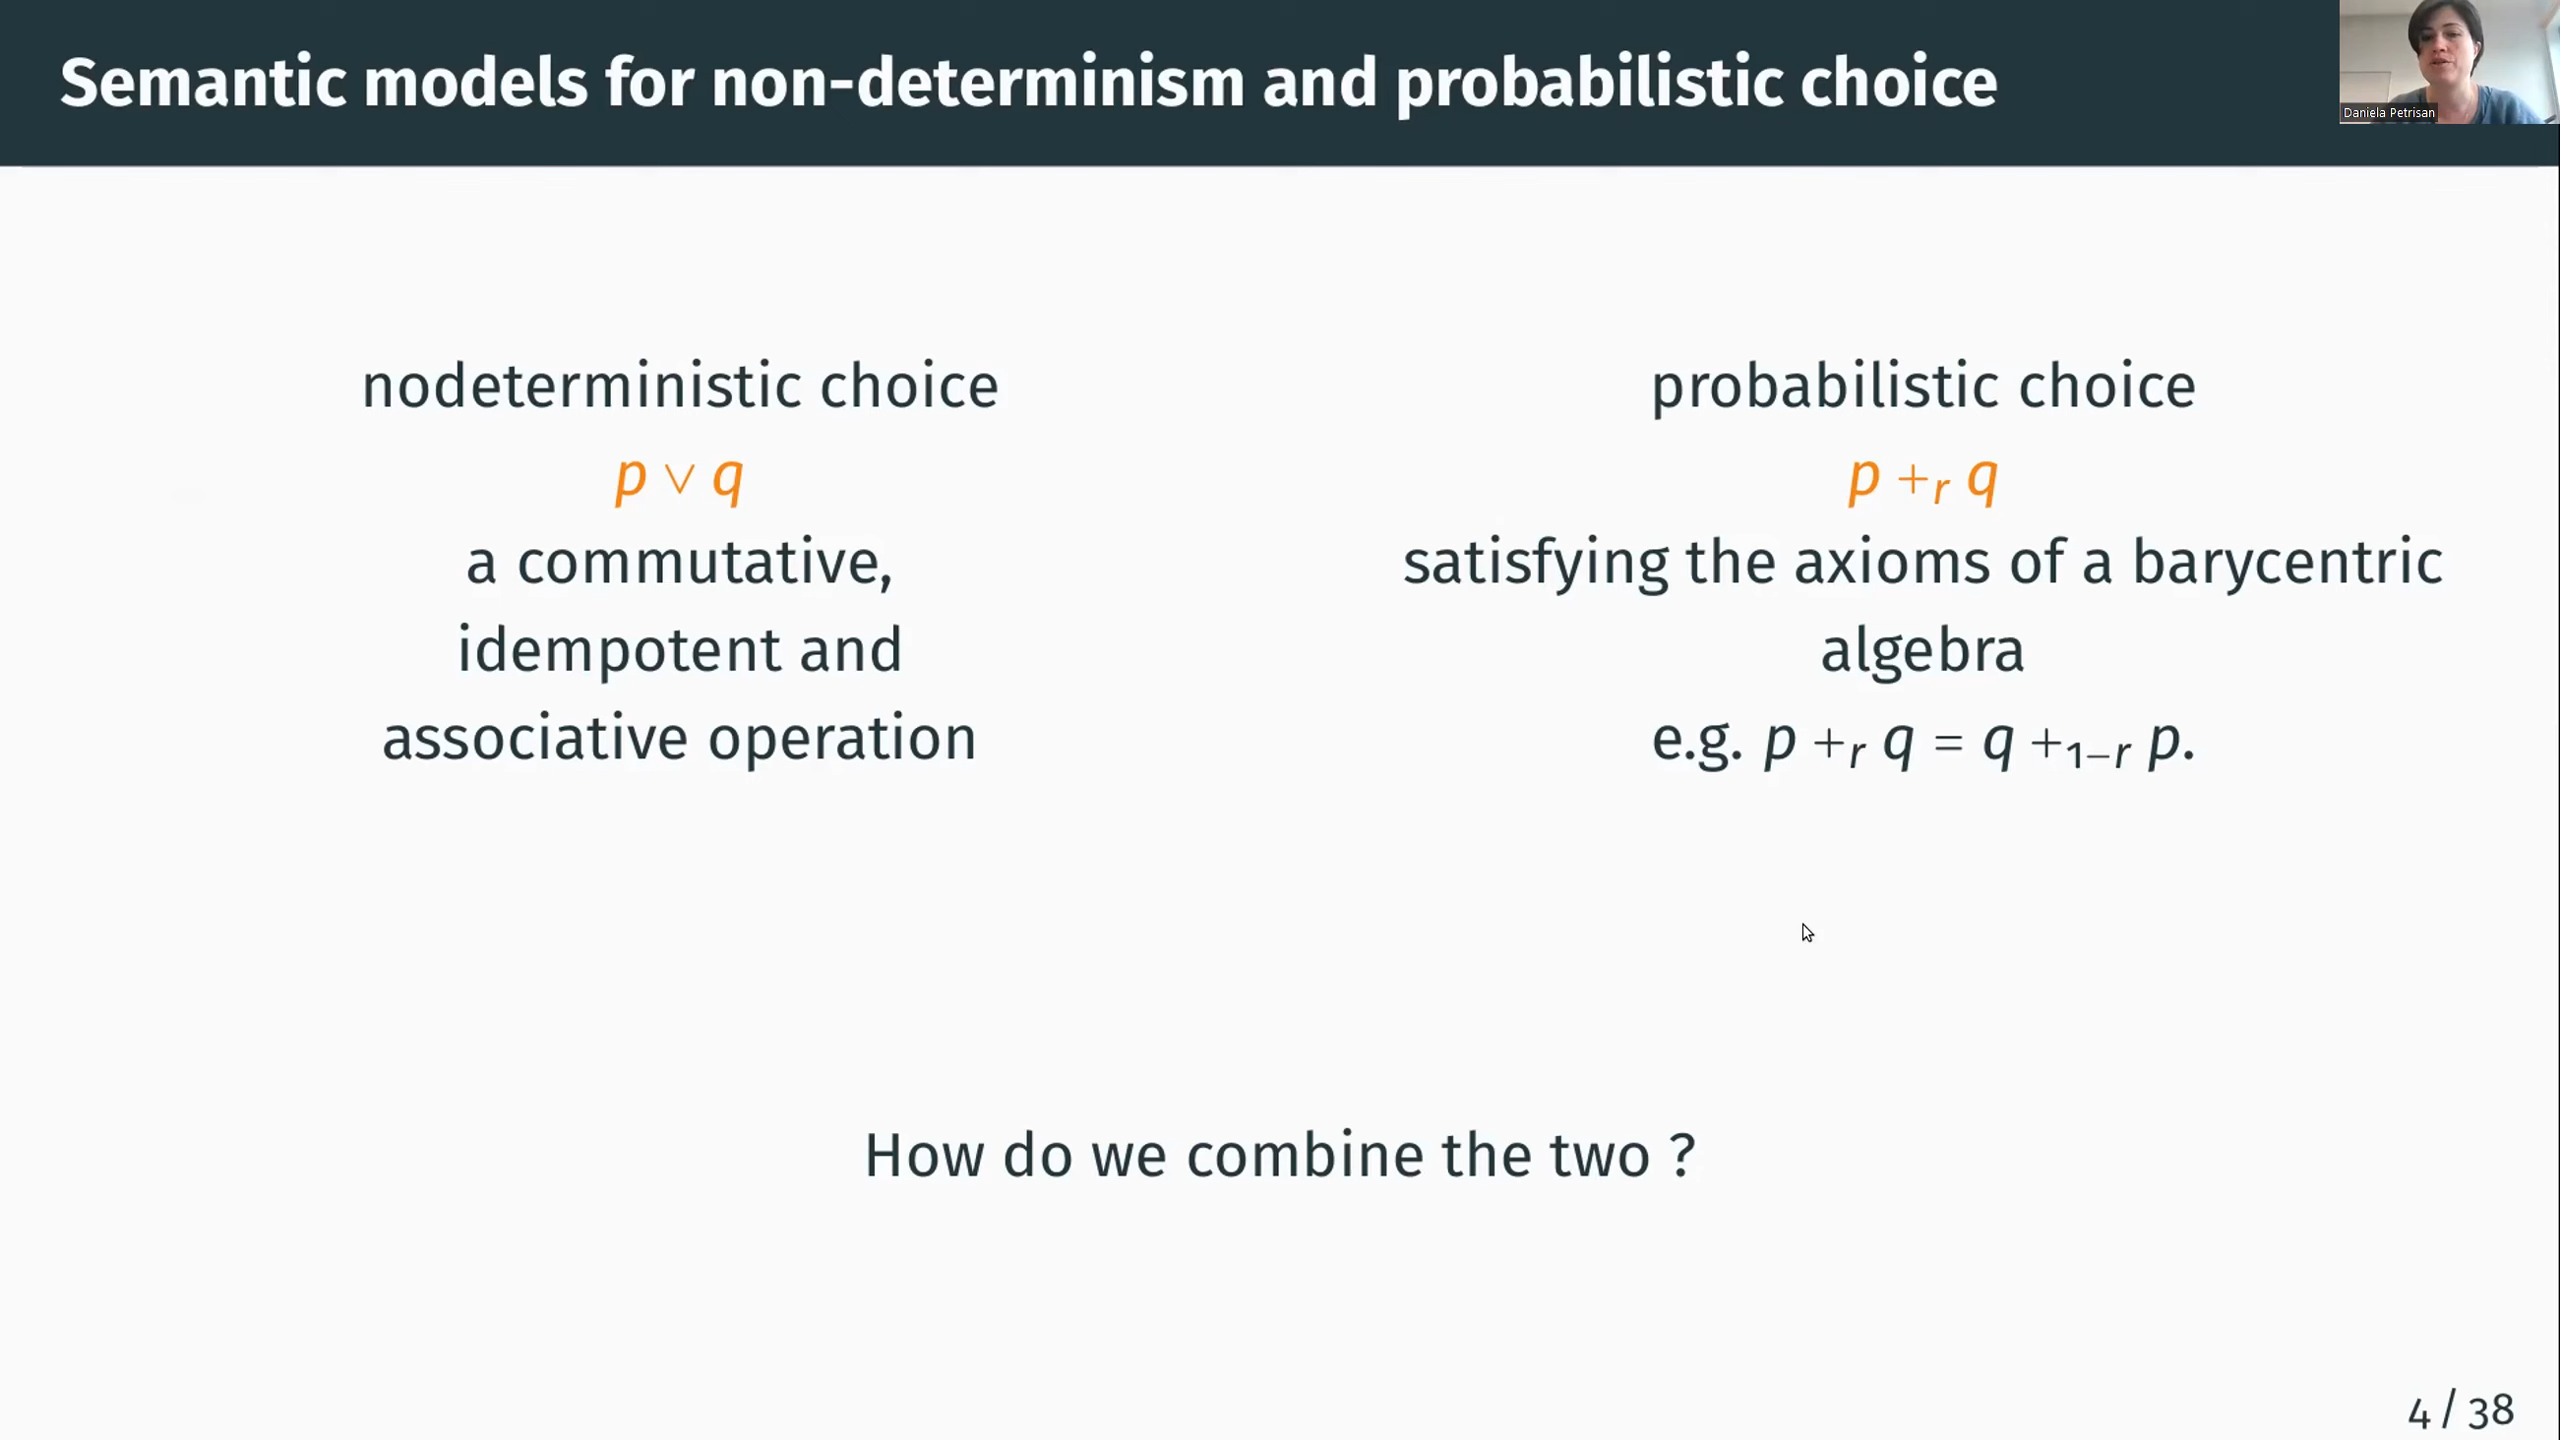 Semantic models for non-determinism and probabilistic choice
Daniela Petrisan
nodeterministic choice
p ∨ q
a commutative,
idempotent and
associative operation
probabilistic choice
p +ᵣ q
satisfying the axioms of a barycentric
algebra
e.g. p +ᵣ q = q +₁₋ᵣ p.
How do we combine the two ?
4 / 38